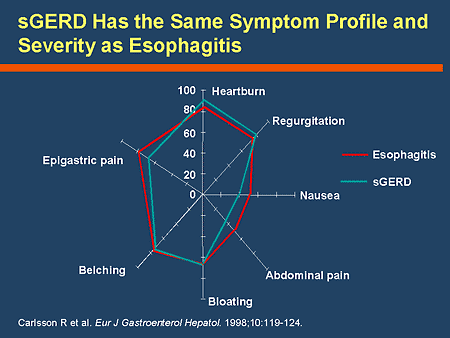 sGERD Has the Same Symptom Profile and
Severity as Esophagitis
100
Heartburn
80
Regurgitation
60
Esophagitis
Epigastric pain
40
sGERD
20
0
Nausea
Belching
Abdominal pain
Bloating
Carlsson R et al. Eur J Gastroenterol Hepatol. 1998;10:119-124.